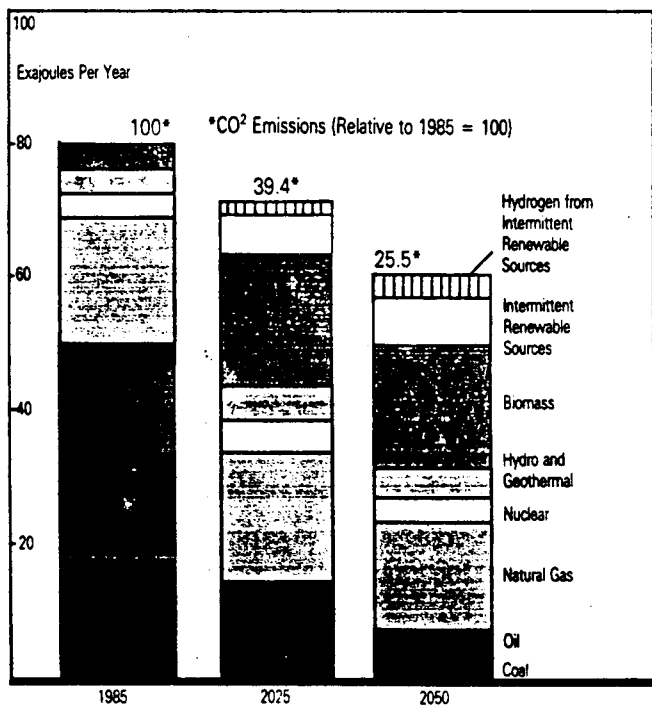 100
Exajoules Per Year
100* *CO² Emissions (Relative to 1985 = 100)
80
39.4*
Hydrogen from
Intermittent
Renewable
Sources
60
25.5*
Intermittent
Renewable
Sources
40
Biomass
Hydro and
Geothermal
Nuclear
20
Natural Gas
Oil
Coal
1985 2025 2050